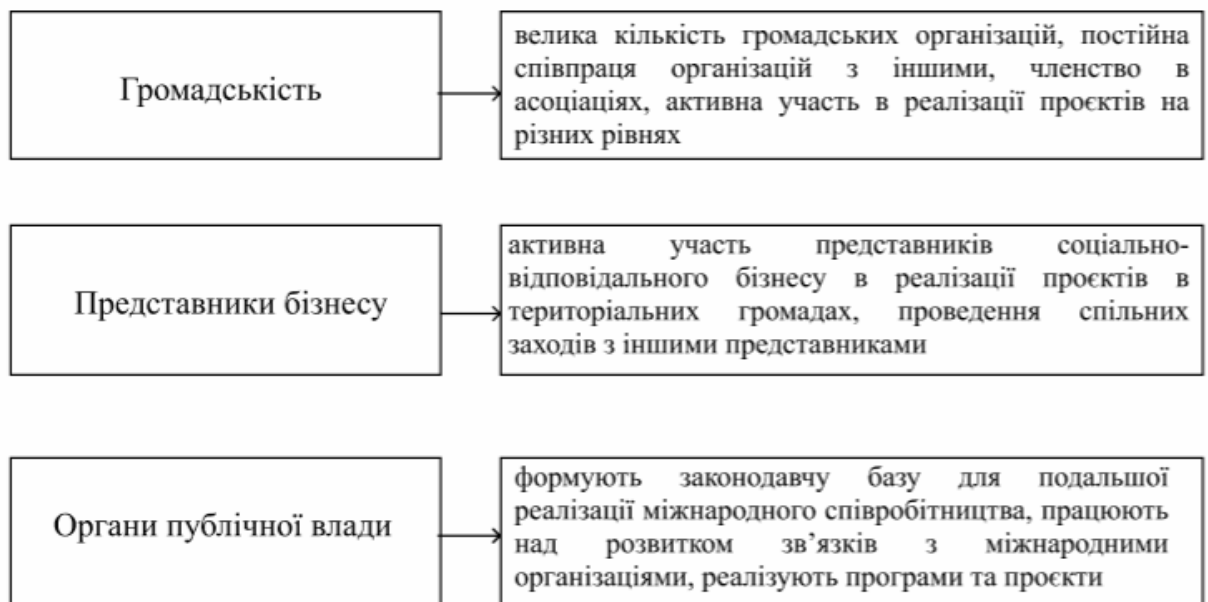 Громадськість
велика кількість громадських організацій, постійна
співпраця організацій з іншими, членство в
асоціаціях, активна участь в реалізації проєктів на
різних рівнях
Представники бізнесу
активна участь представників соціально-
відповідального бізнесу в реалізації проєктів в
територіальних громадах, проведення спільних
заходів з іншими представниками
Органи публічної влади
формують законодавчу базу для подальшої
реалізації міжнародного співробітництва, працюють
над розвитком зв’язків з міжнародними
організаціями, реалізують програми та проєкти